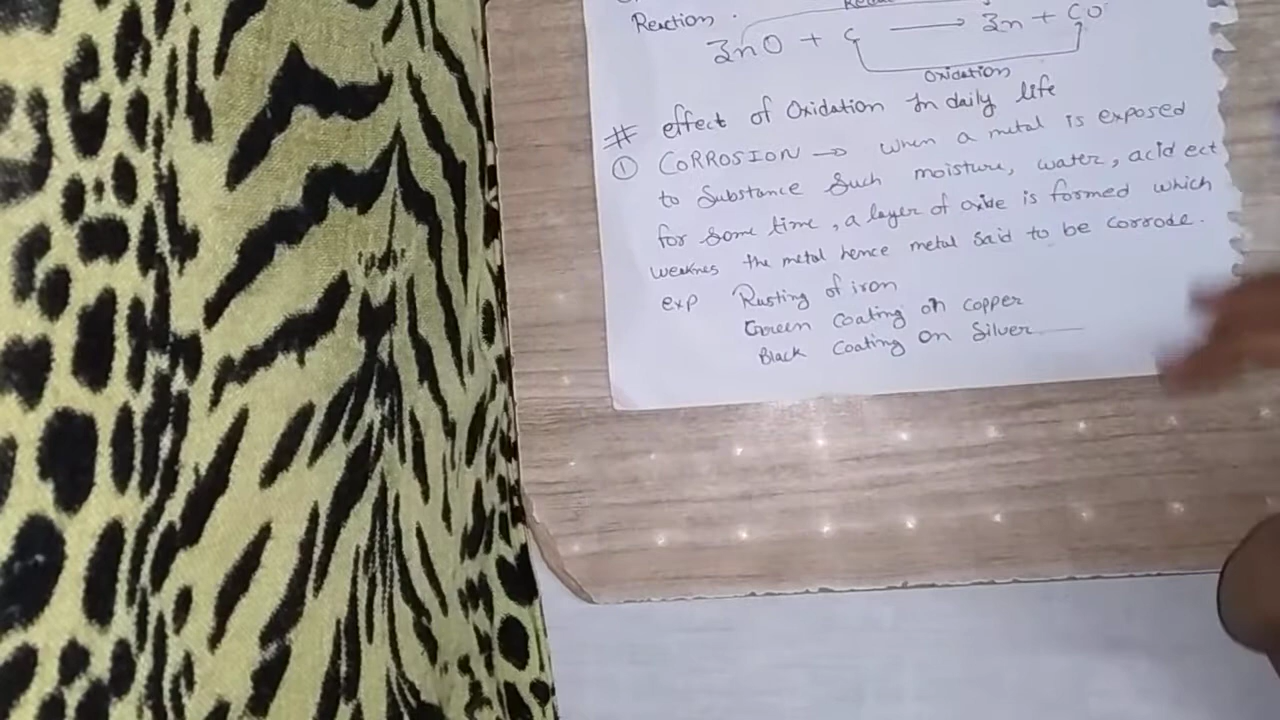 Reaction.
ZnO + C → Zn + CO
Oxidation
# effect of Oxidation In daily life
① CORROSION → when a metal is exposed
to Substance Such moisture, water, acid ect
for some time, a layer of oxide is formed which
weaknes the metal hence metal said to be corrode.
exp Rusting of iron
Green coating on copper
Black coating on Silver